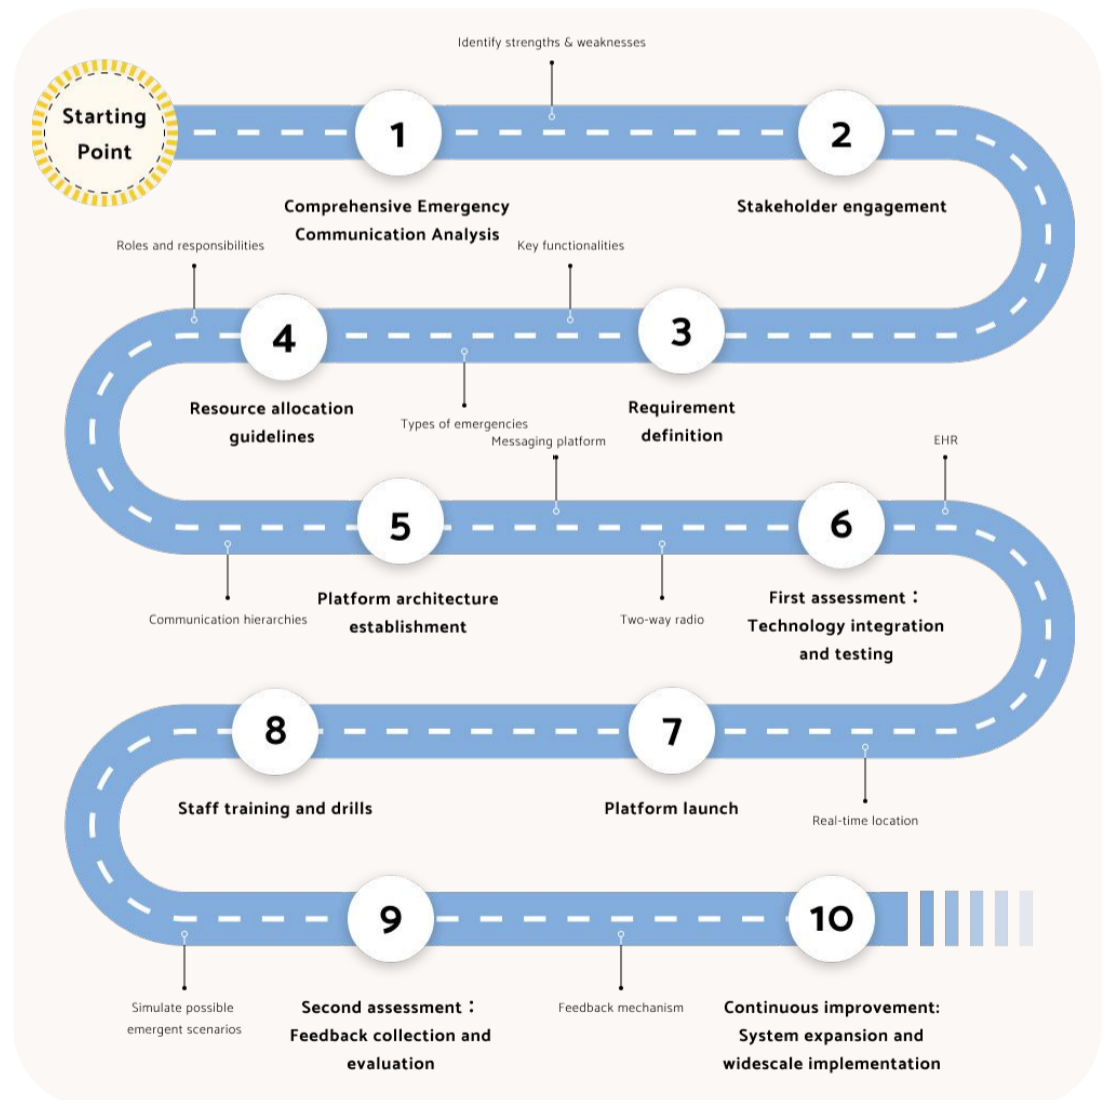 Identify strengths & weaknesses
Starting
Point
1
2
Comprehensive Emergency
Communication Analysis
Stakeholder engagement
Roles and responsibilities
Key functionalities
4
3
Resource allocation
guidelines
Types of emergencies
Requirement
definition
Messaging platform
EHR
5
6
Communication hierarchies
Platform architecture
establishment
Two-way radio
First assessment：
Technology integration
and testing
8
7
Staff training and drills
Platform launch
Real-time location
9
10
Simulate possible
emergent scenarios
Second assessment：
Feedback collection and
evaluation
Feedback mechanism
Continuous improvement:
System expansion and
widescale implementation